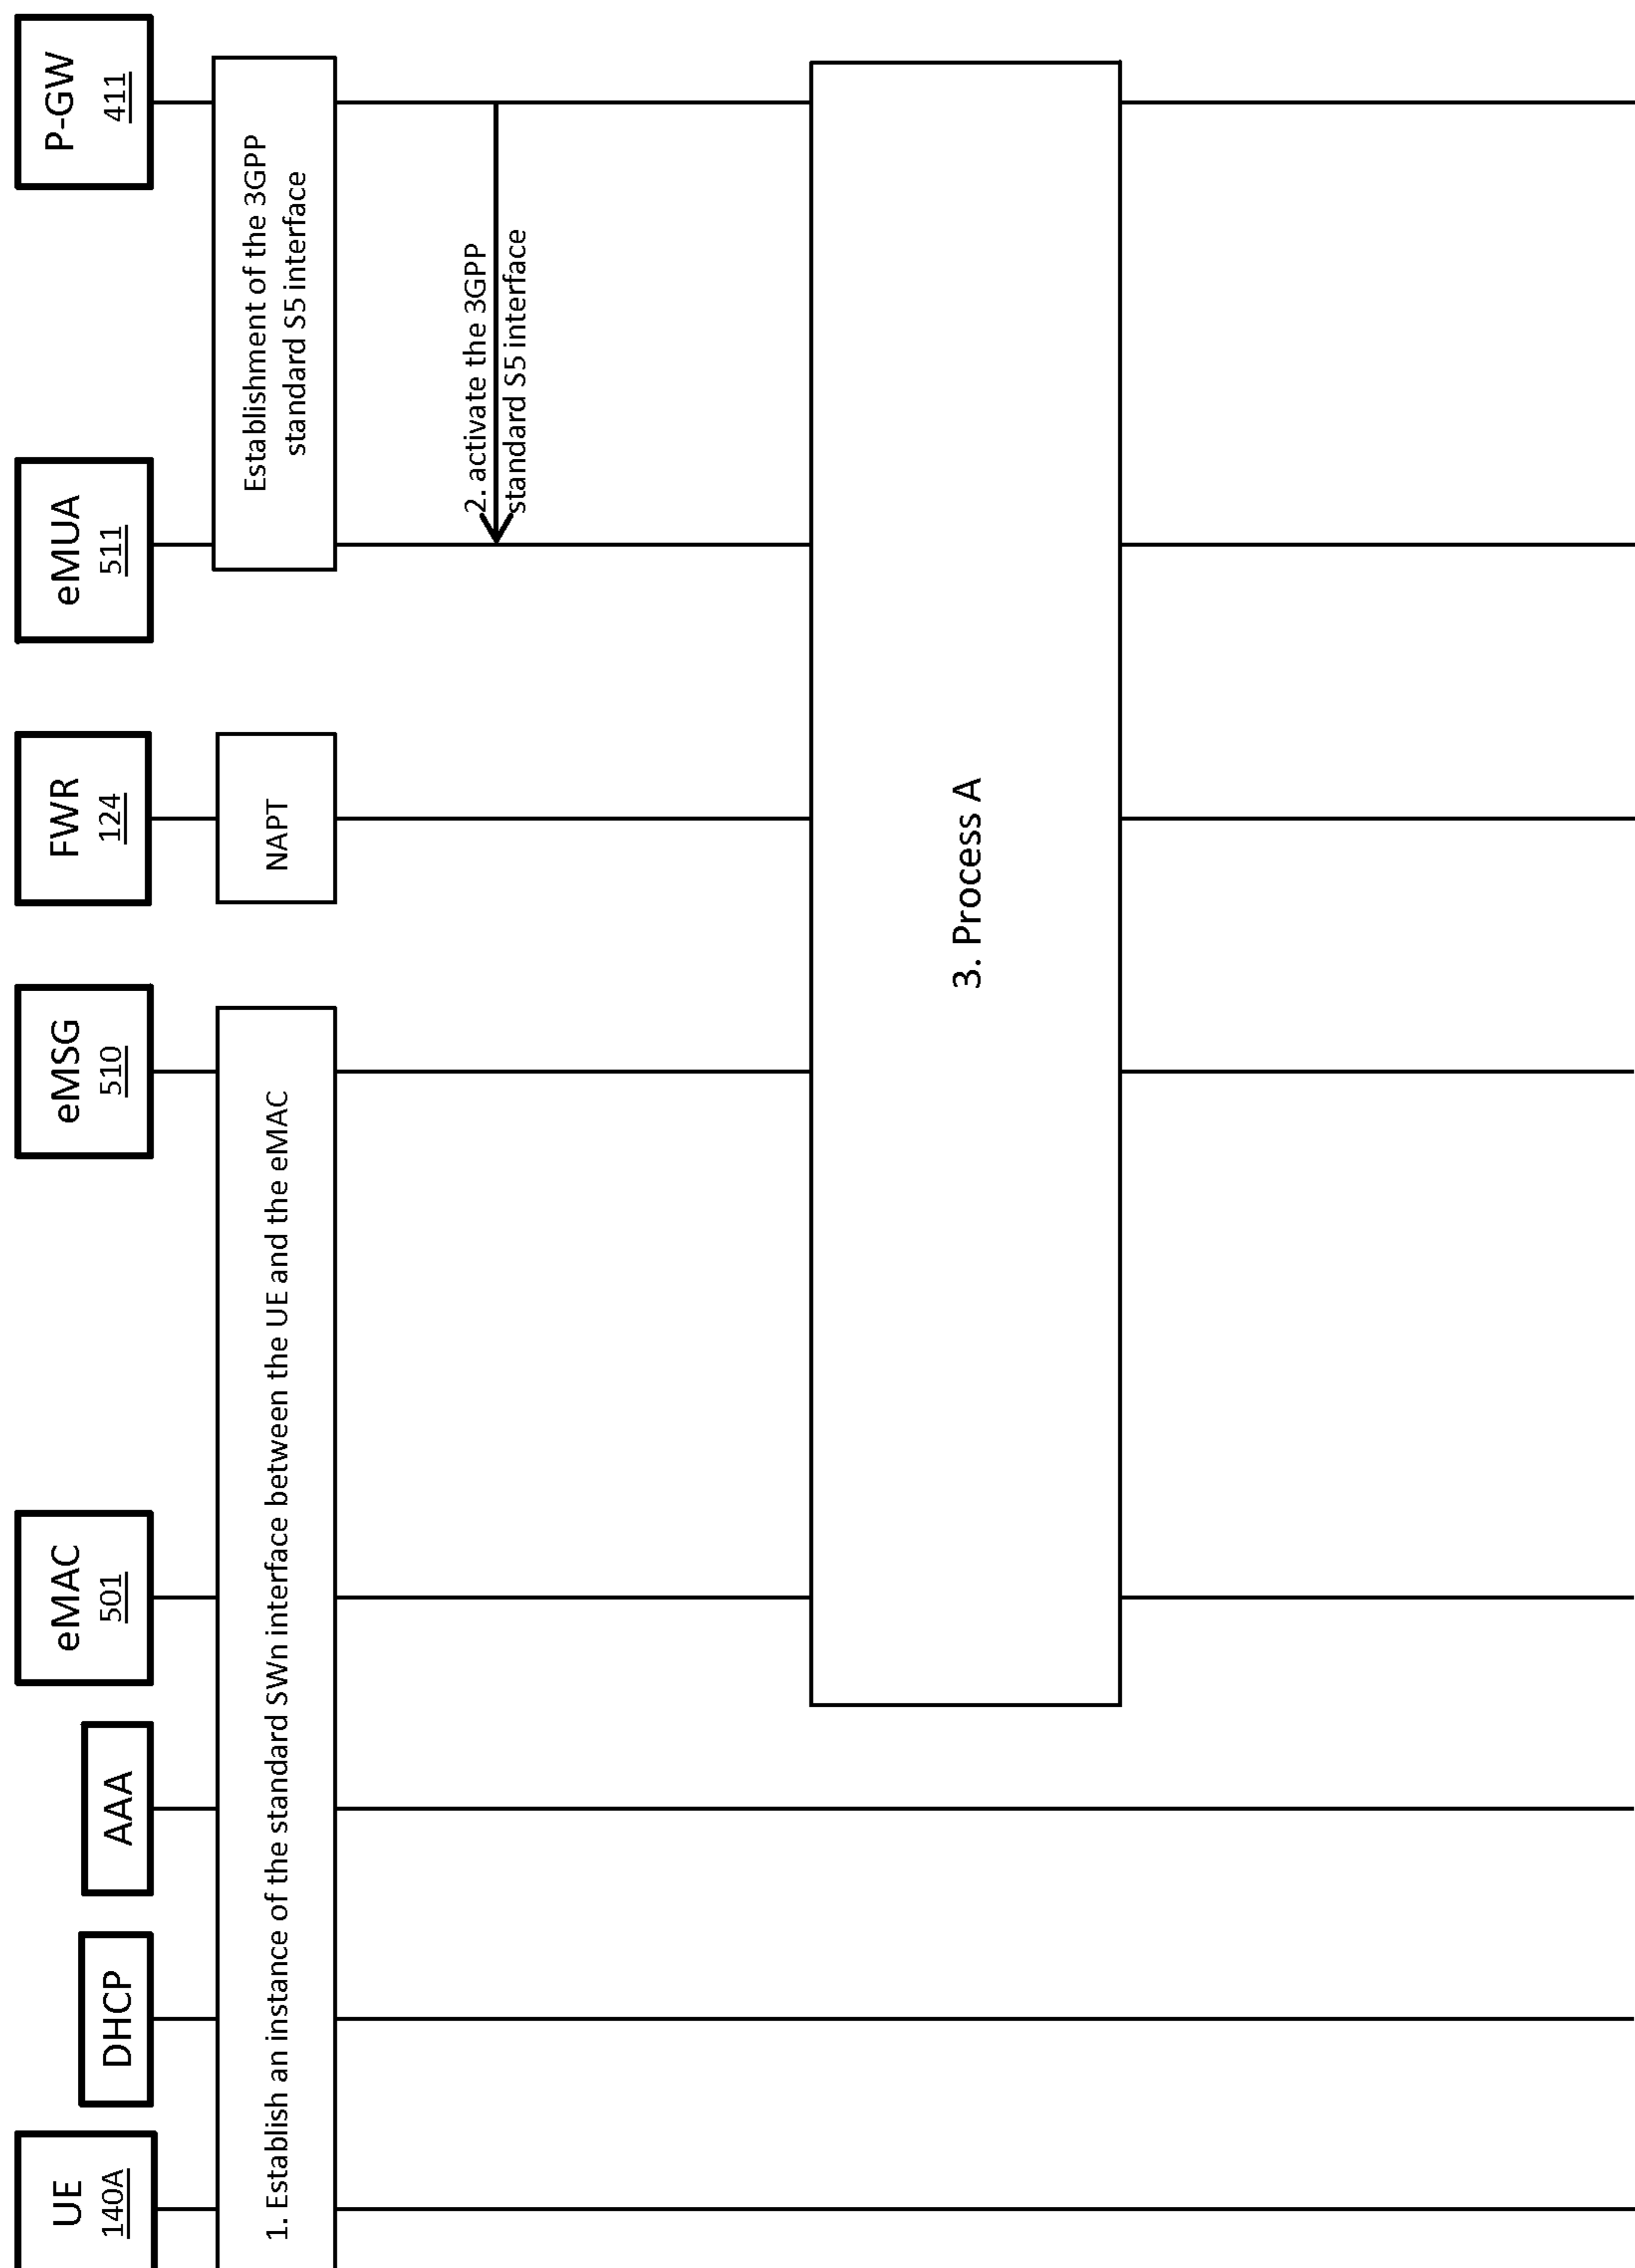 UE
140A
DHCP
AAA
eMAC
501
eMSG
510
FWR
124
eMUA
511
P-GW
411
1. Establish an instance of the standard SWn interface between the UE and the eMAC
NAPT
Establishment of the 3GPP
standard S5 interface
2. activate the 3GPP
standard S5 interface
3. Process A